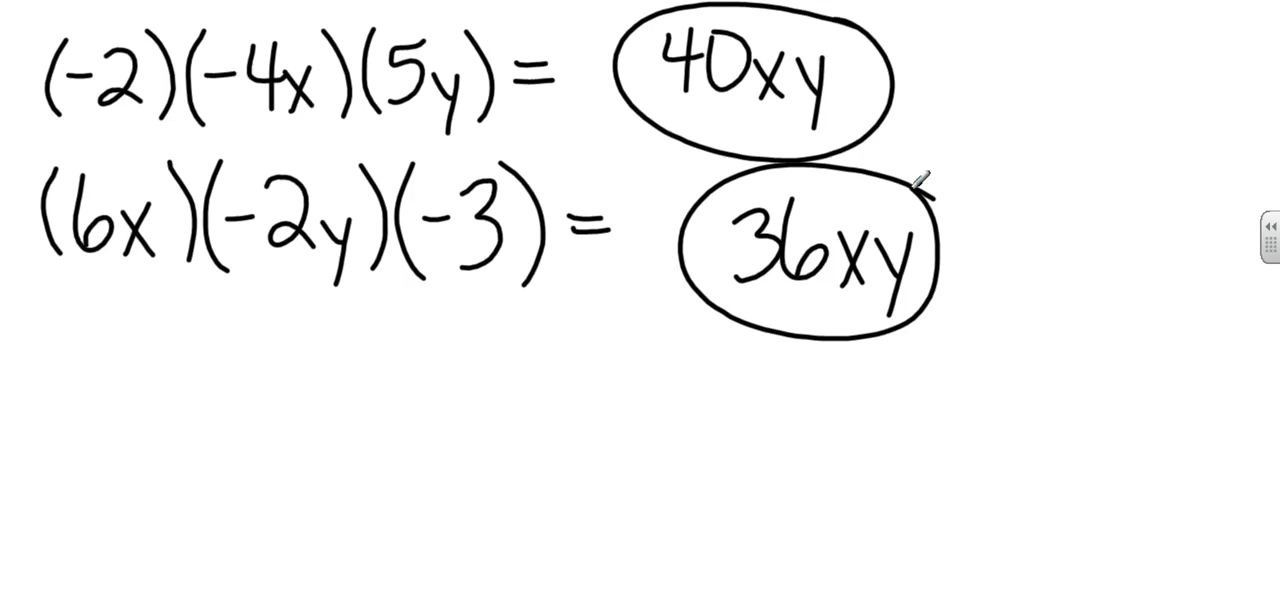 (-2)(-4x)(5y) = 40xy
(6x)(-2y)(-3) = 36xy